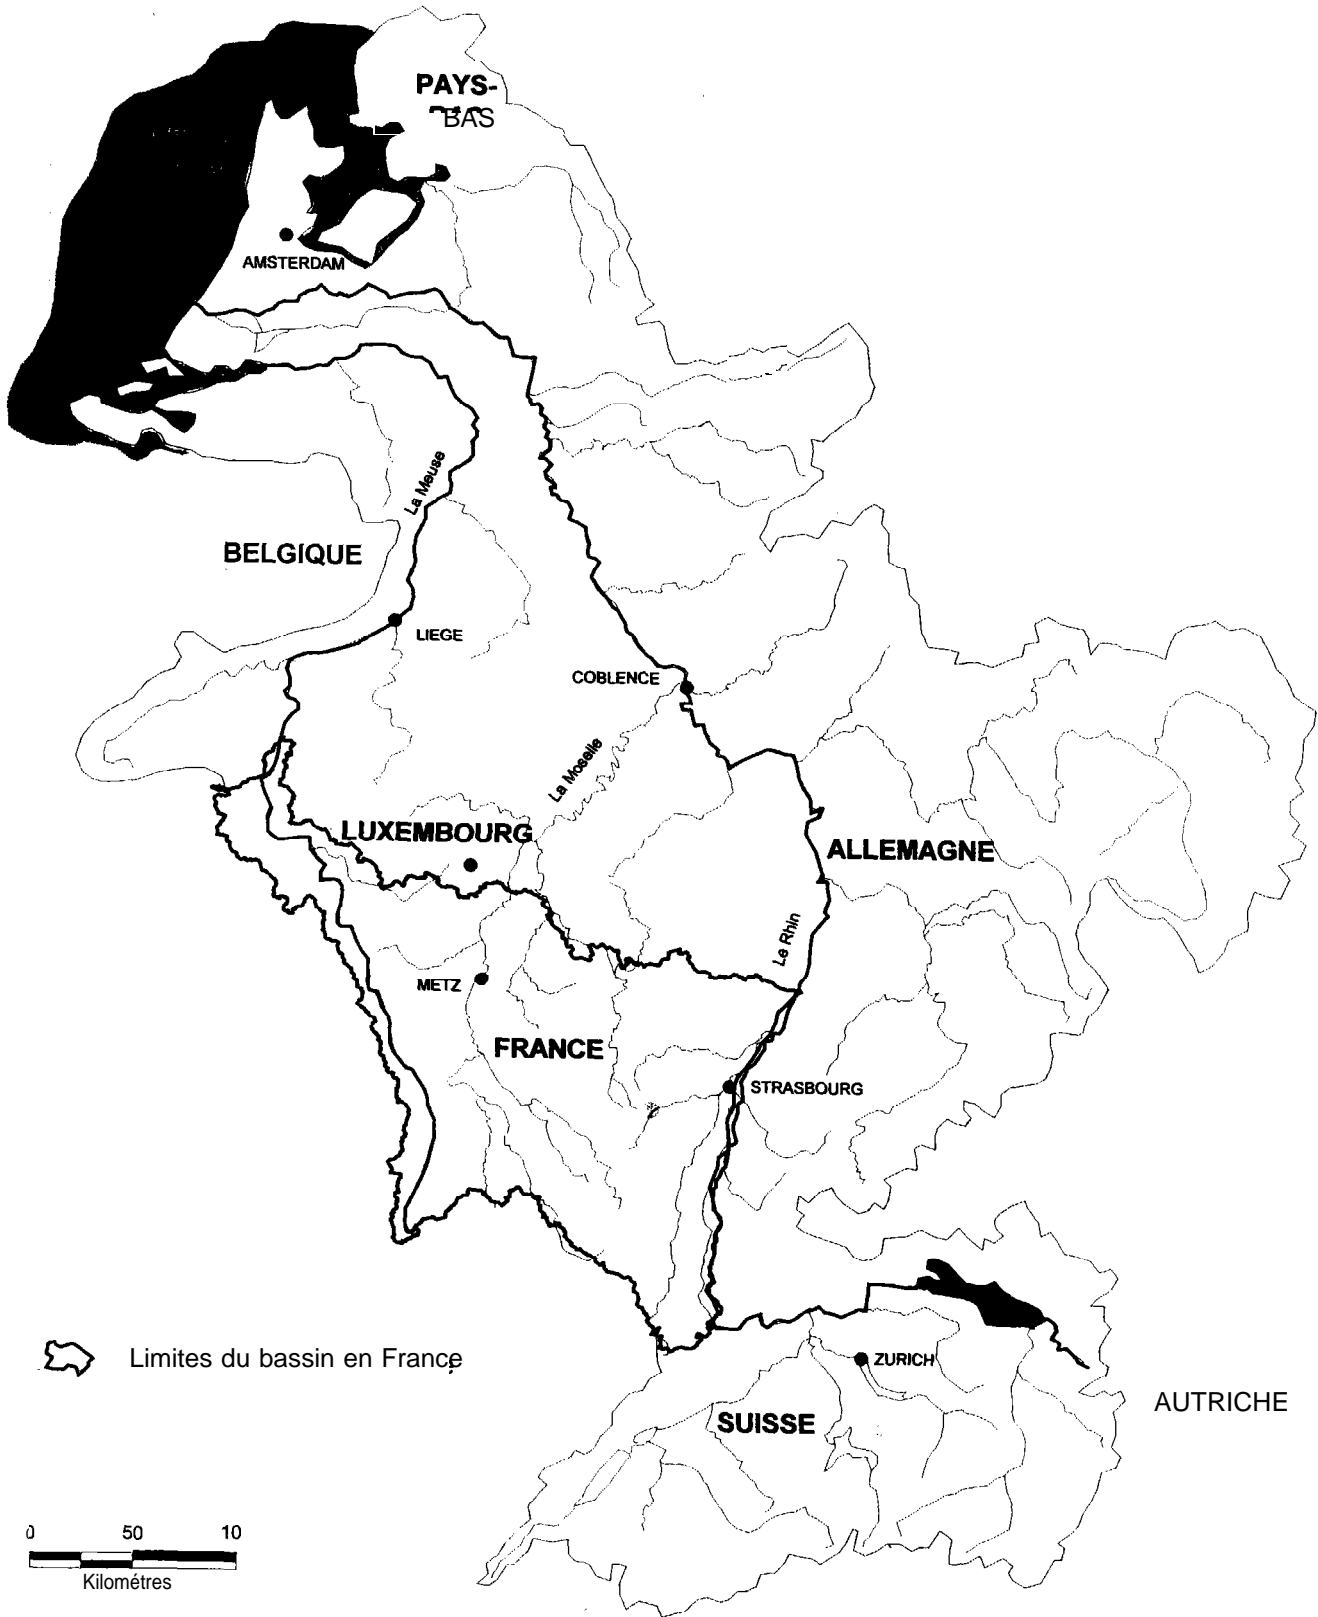 PAYS-
BAS
AMSTERDAM
La Meuse
BELGIQUE
LIEGE
COBLENCE
La Moselle
LUXEMBOURG
ALLEMAGNE
Le Rhin
METZ
FRANCE
STRASBOURG
Limites du bassin en France
ZURICH
AUTRICHE
SUISSE
0 50 10
Kilométres